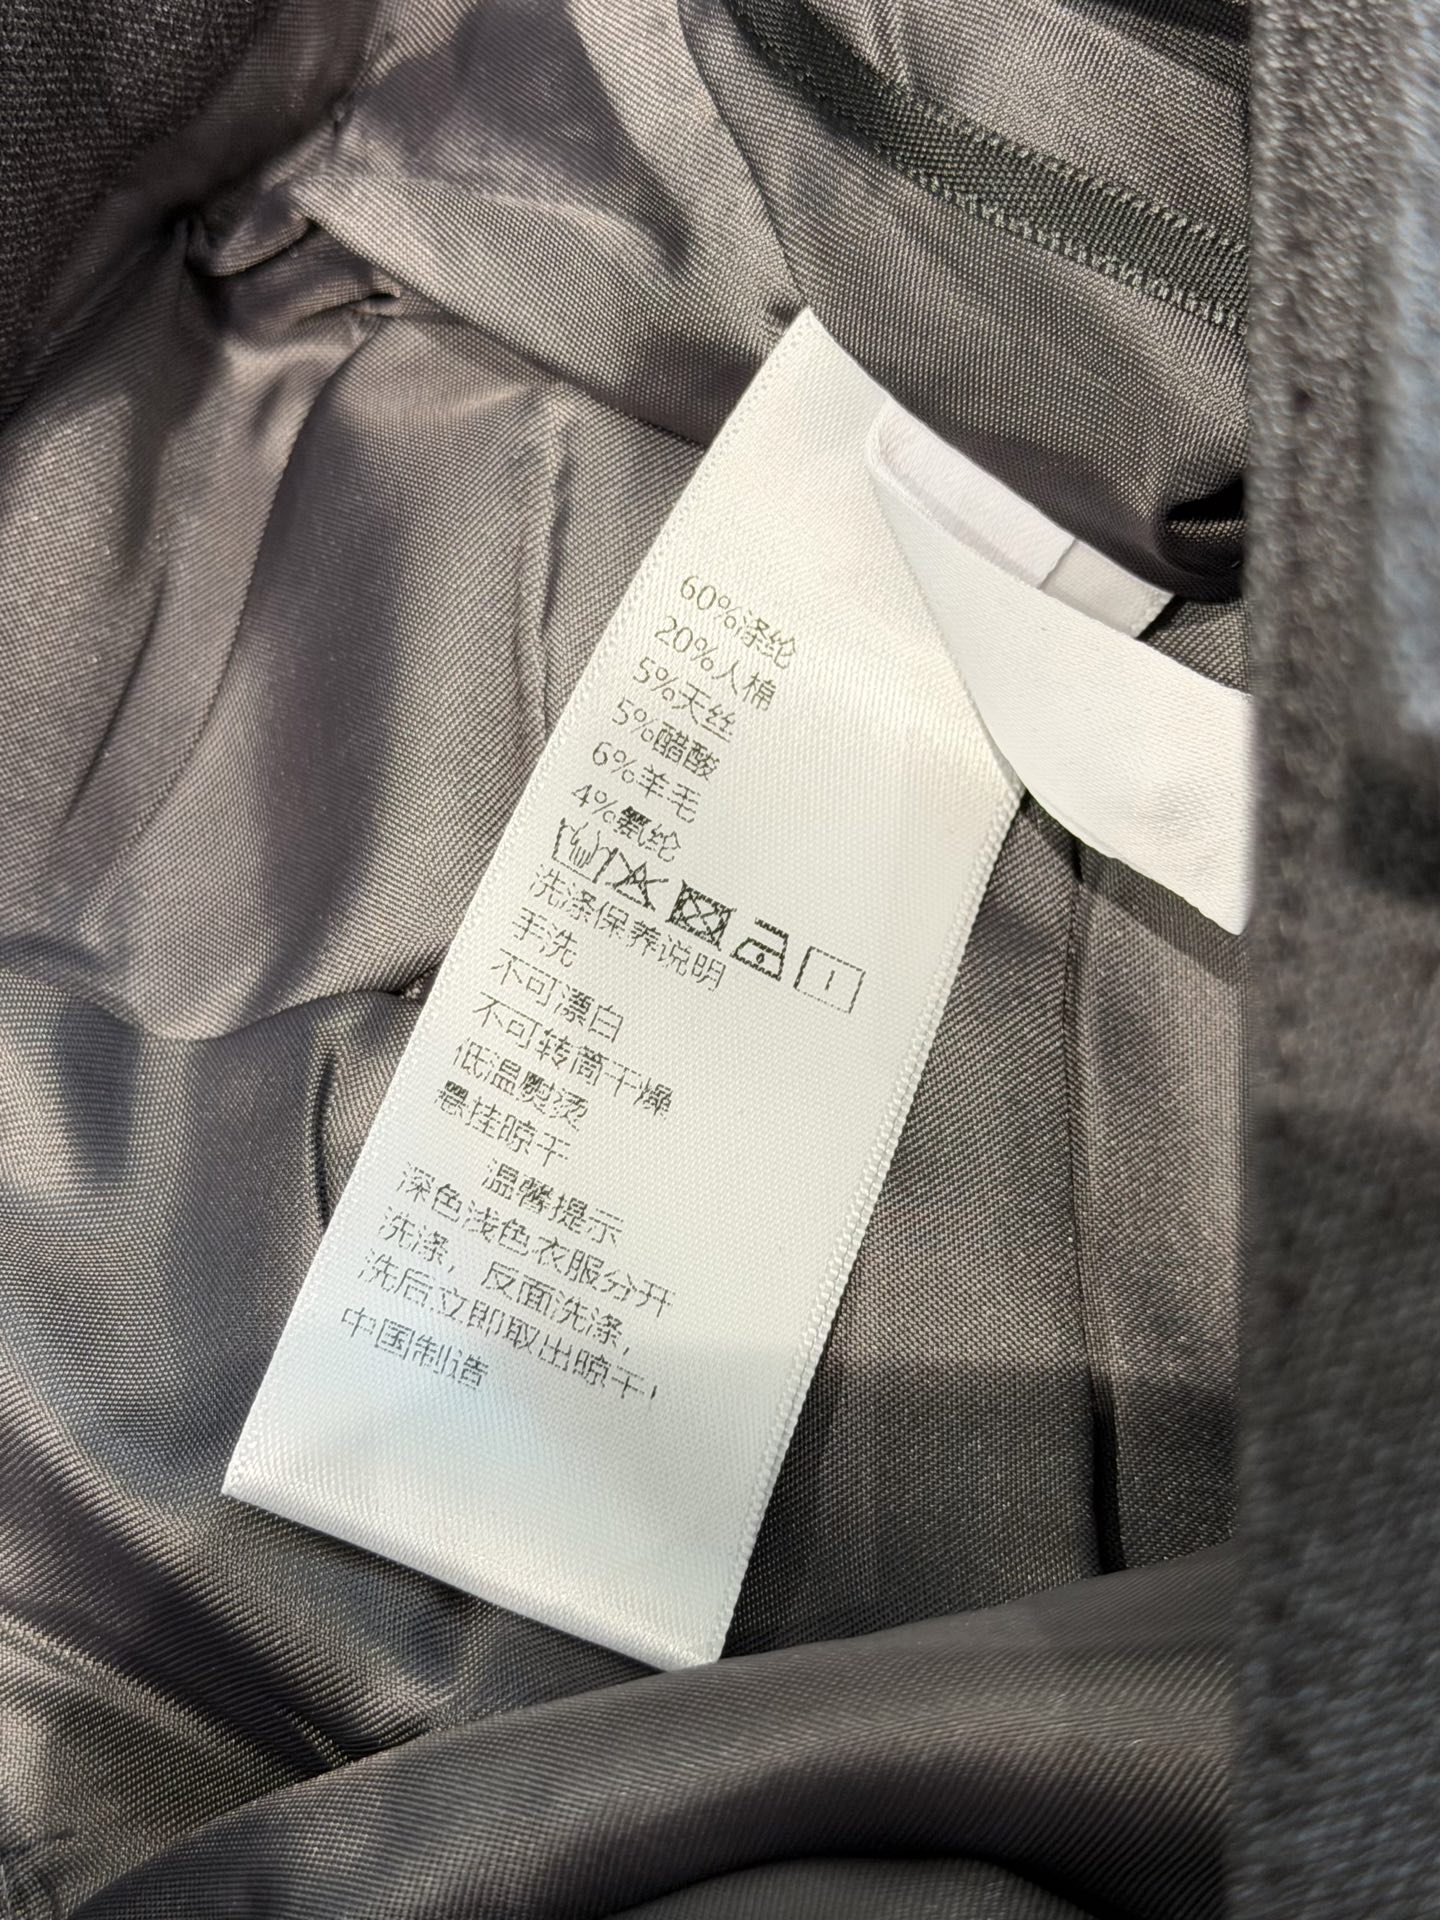 60%涤纶
20%人棉
5%天丝
5%醋酸
6%羊毛
4%氨纶
洗涤保养说明
手洗
不可漂白
不可转筒干燥
低温熨烫
悬挂晾干
温馨提示
深色浅色衣服分开
洗涤，反面洗涤，
洗后立即取出晾干！
中国制造